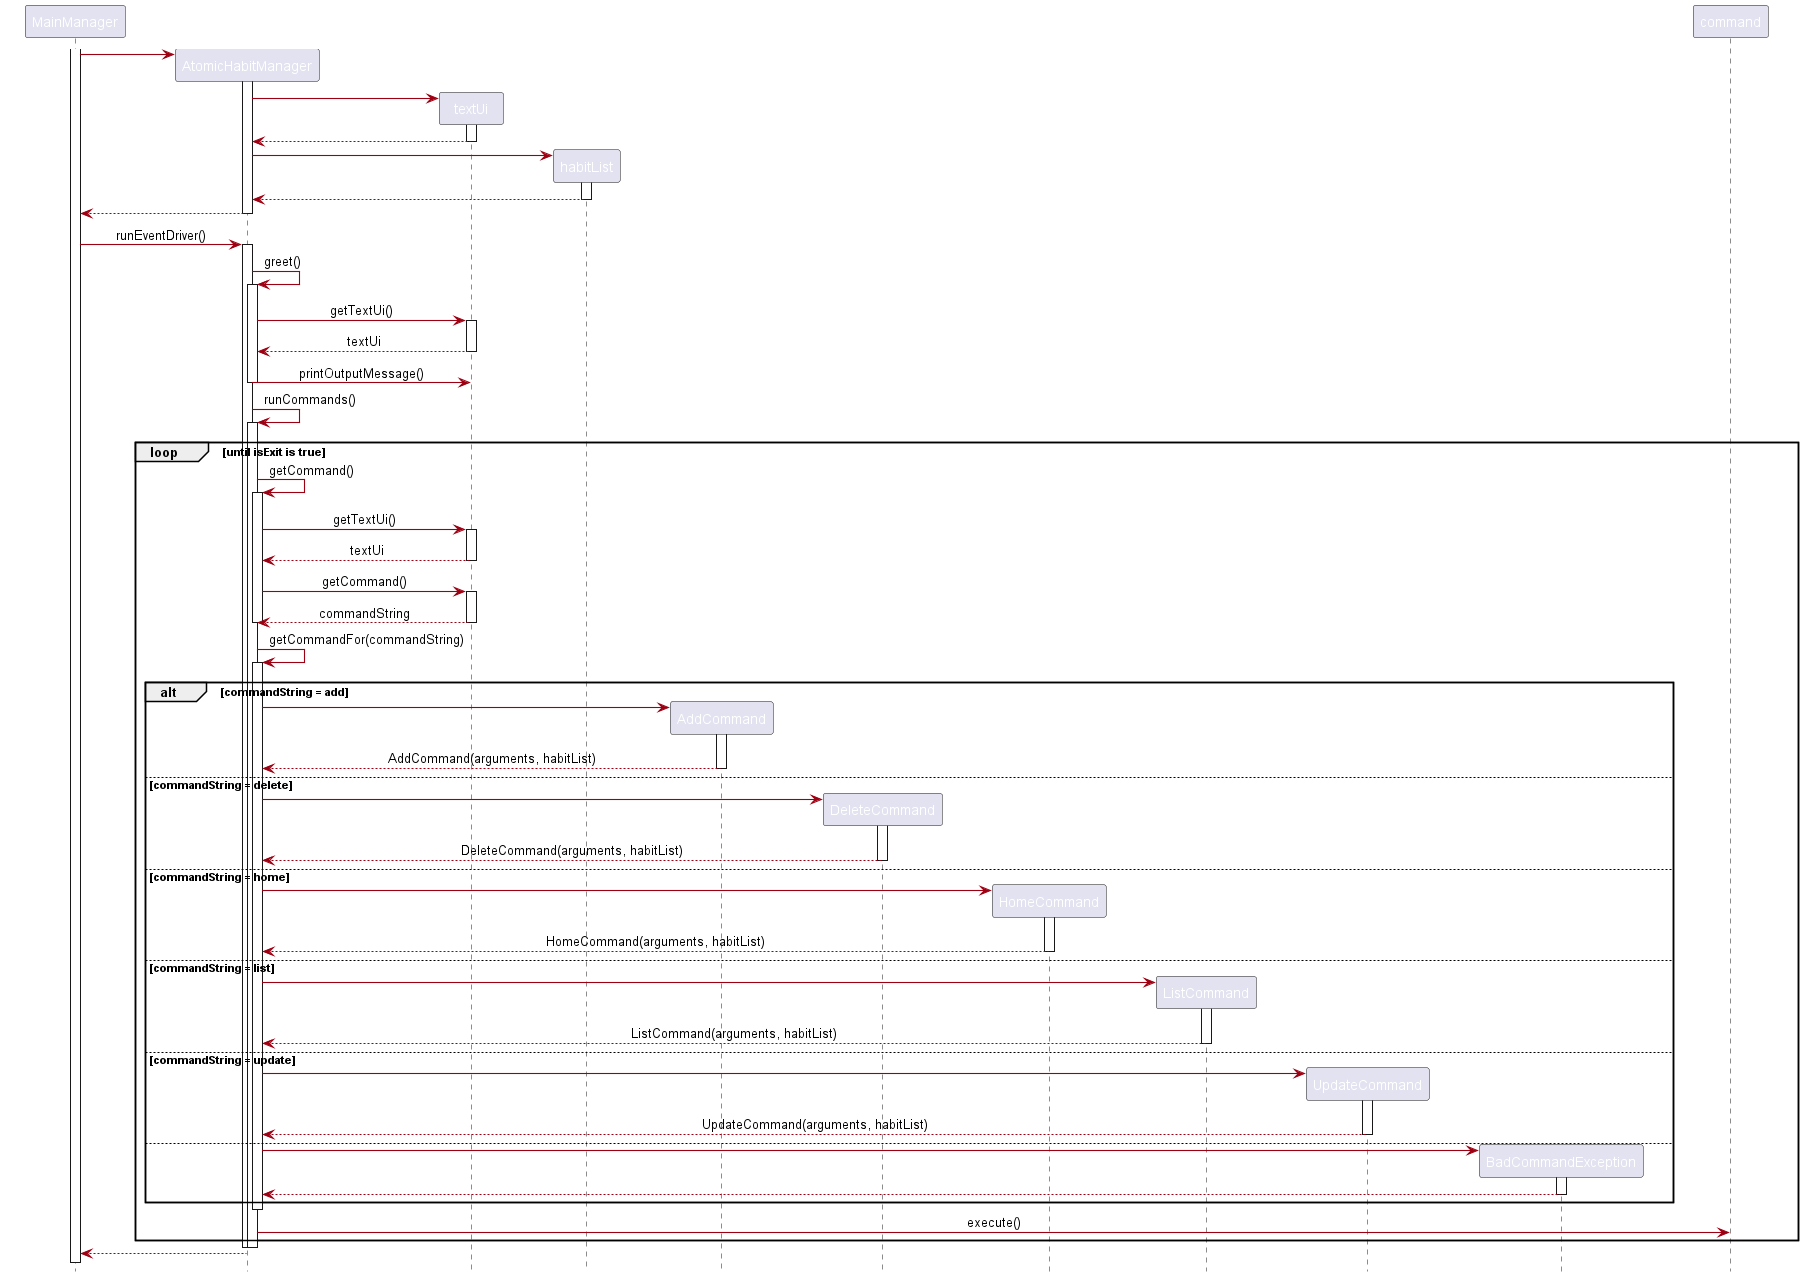 MainManager
command
AtomicHabitManager
textUi
habitList
runEventDriver()
greet()
getTextUi()
textUi
printOutputMessage()
runCommands()
loop [until isExit is true]
getCommand()
getTextUi()
textUi
getCommand()
commandString
getCommandFor(commandString)
alt [commandString = add]
AddCommand
AddCommand(arguments, habitList)
[commandString = delete]
DeleteCommand
DeleteCommand(arguments, habitList)
[commandString = home]
HomeCommand
HomeCommand(arguments, habitList)
[commandString = list]
ListCommand
ListCommand(arguments, habitList)
[commandString = update]
UpdateCommand
UpdateCommand(arguments, habitList)
BadCommandException
execute()